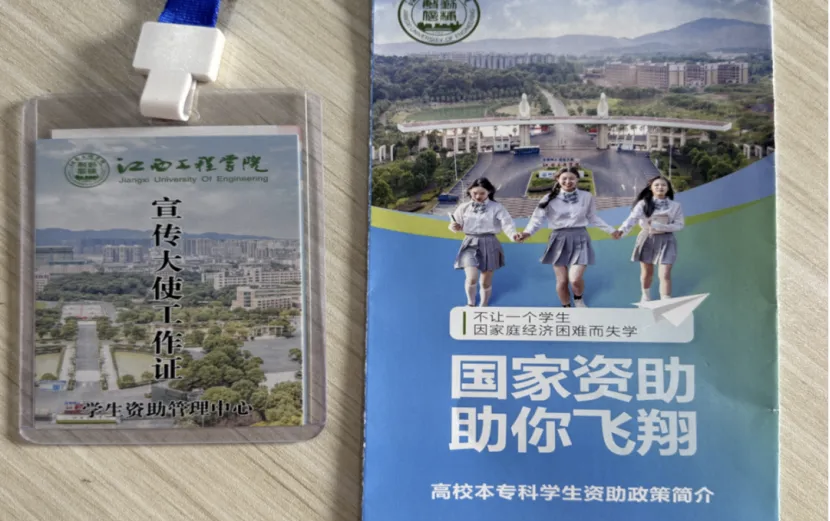 江西工程学院
Jiangxi University Of Engineering
宣传大使工作证
学生资助管理中心
不让一个学生
因家庭经济困难而失学
国家资助
助你飞翔
高校本专科学生资助政策简介